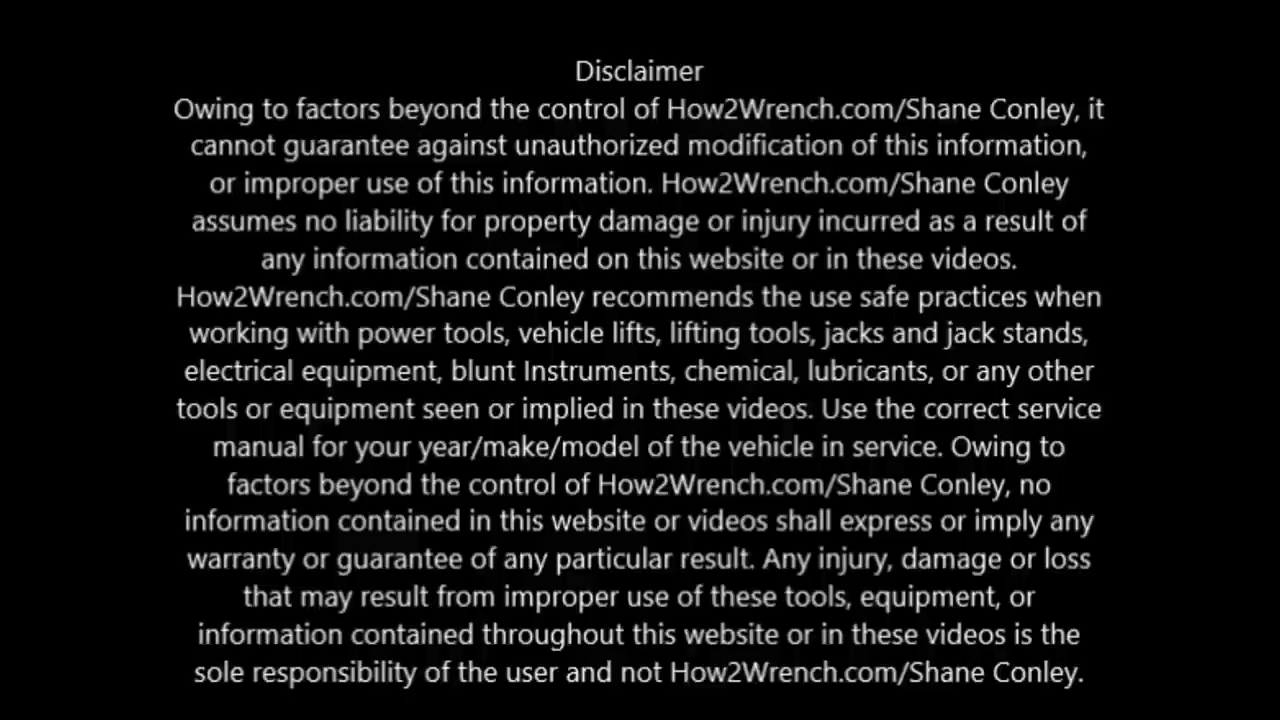 Disclaimer
Owing to factors beyond the control of How2Wrench.com/Shane Conley, it
cannot guarantee against unauthorized modification of this information,
or improper use of this information. How2Wrench.com/Shane Conley
assumes no liability for property damage or injury incurred as a result of
any information contained on this website or in these videos.
How2Wrench.com/Shane Conley recommends the use safe practices when
working with power tools, vehicle lifts, lifting tools, jacks and jack stands,
electrical equipment, blunt Instruments, chemical, lubricants, or any other
tools or equipment seen or implied in these videos. Use the correct service
manual for your year/make/model of the vehicle in service. Owing to
factors beyond the control of How2Wrench.com/Shane Conley, no
information contained in this website or videos shall express or imply any
warranty or guarantee of any particular result. Any injury, damage or loss
that may result from improper use of these tools, equipment, or
information contained throughout this website or in these videos is the
sole responsibility of the user and not How2Wrench.com/Shane Conley.